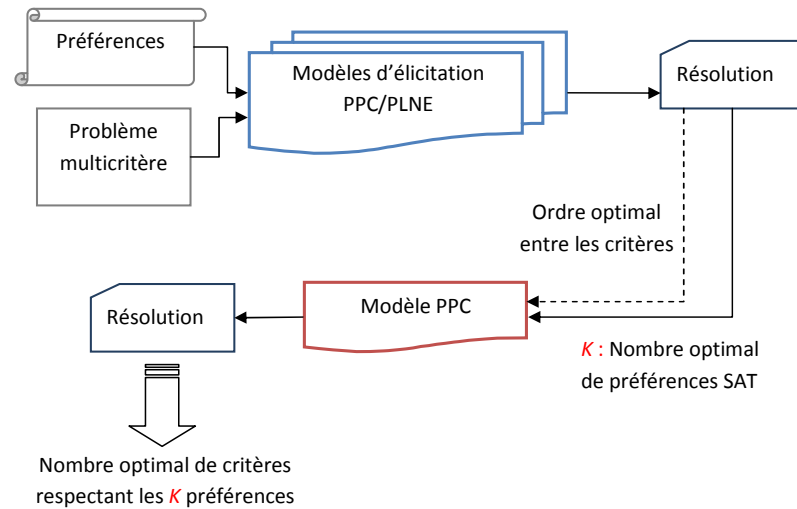 Préférences
Modèles d'élicitation
PPC/PLNE
Résolution
Problème
multicritère
Ordre optimal
entre les critères
Résolution
Modèle PPC
K : Nombre optimal
de préférences SAT
Nombre optimal de critères
respectant les K préférences